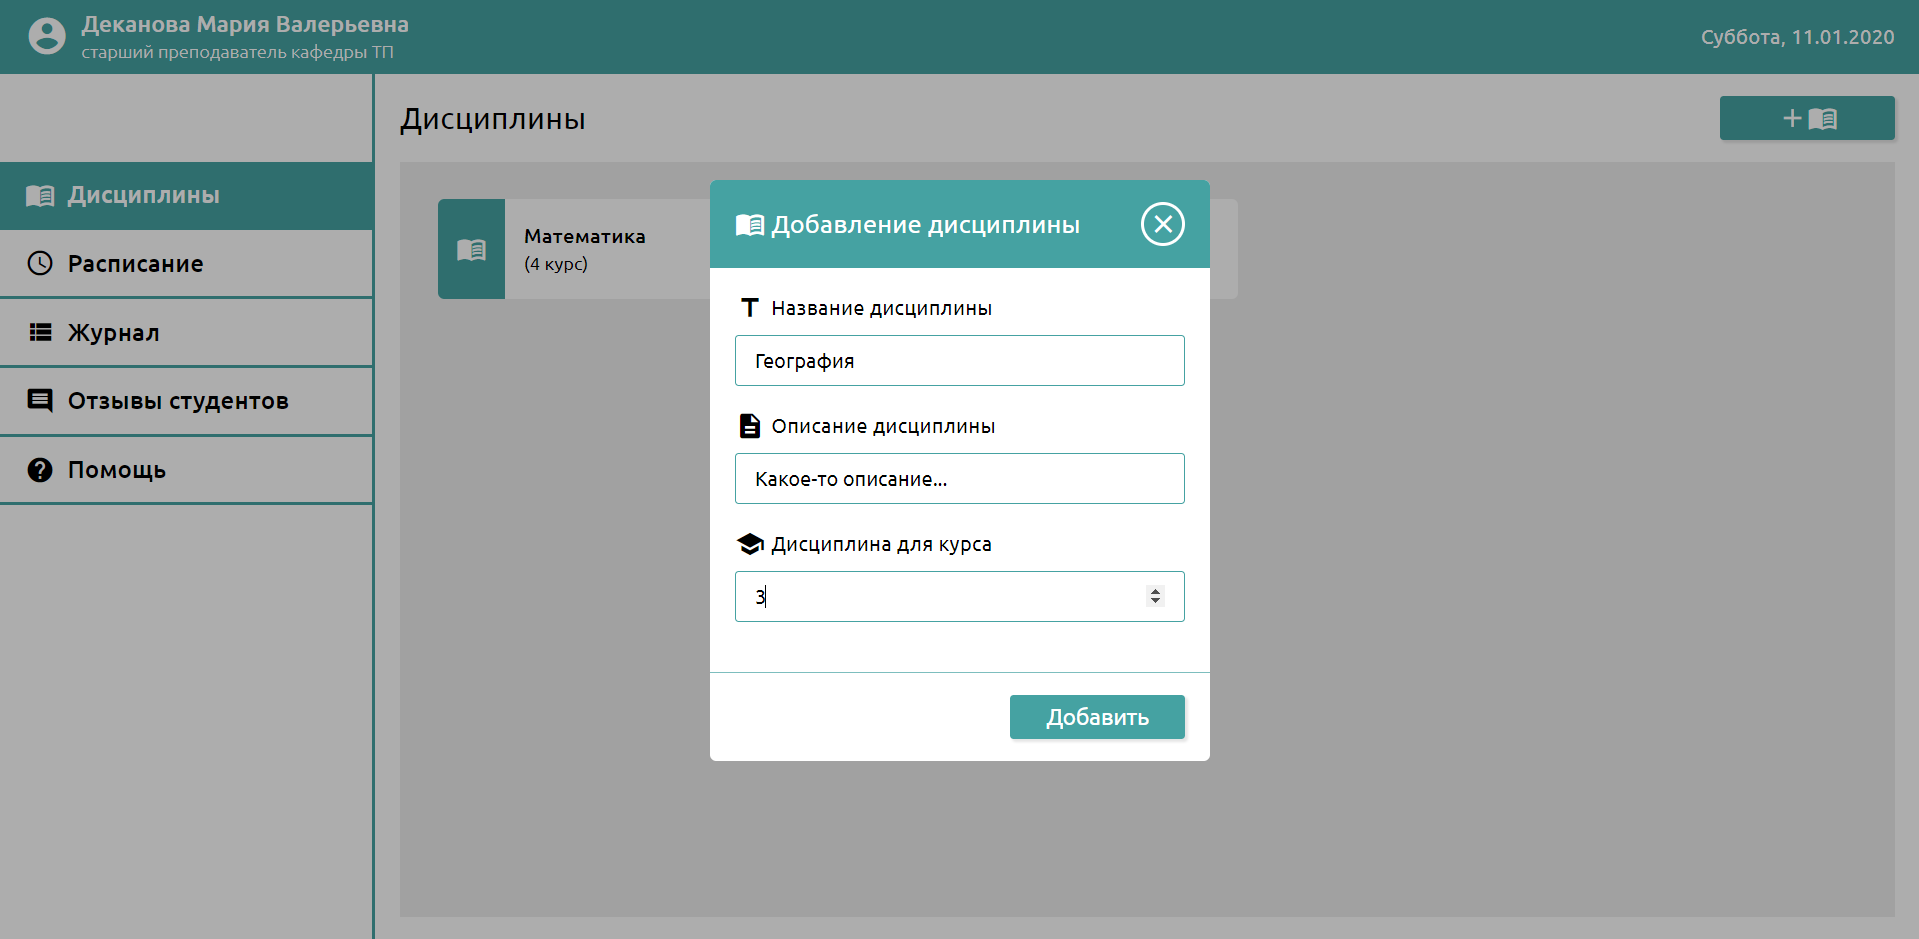 Деканова Мария Валерьевна
старший преподаватель кафедры ТП
Суббота, 11.01.2020
Дисциплины
Дисциплины
Расписание
Журнал
Отзывы студентов
Помощь
Математика
(4 курс)
Добавление дисциплины
Название дисциплины
География
Описание дисциплины
Какое-то описание...
Дисциплина для курса
3
Добавить